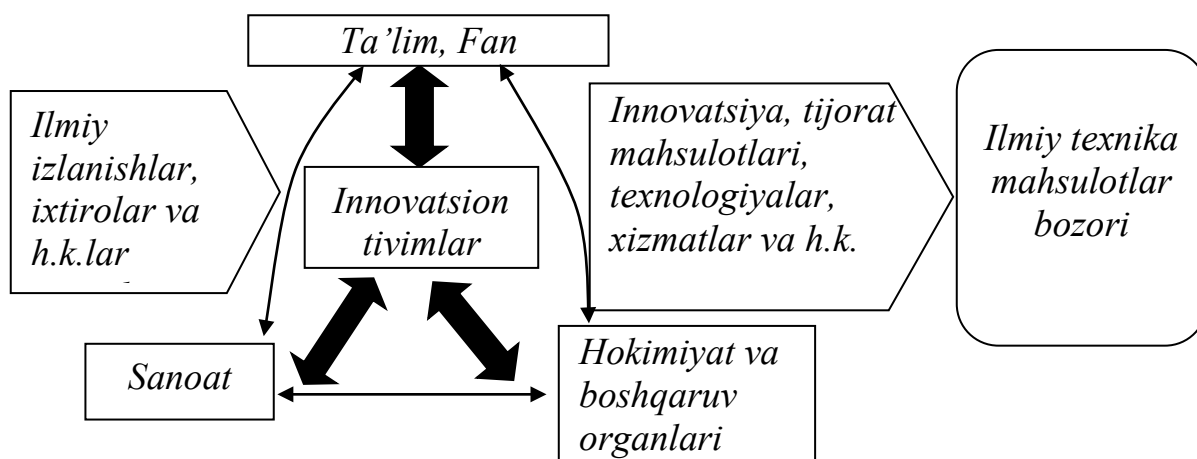 Ta’lim, Fan
Ilmiy
izlanishlar,
ixtirolar va
h.k.lar
Innovatsion
tivimlar
Innovatsiya, tijorat
mahsulotlari,
texnologiyalar,
xizmatlar va h.k.
Ilmiy texnika
mahsulotlar
bozori
Sanoat
Hokimiyat va
boshqaruv
organlari